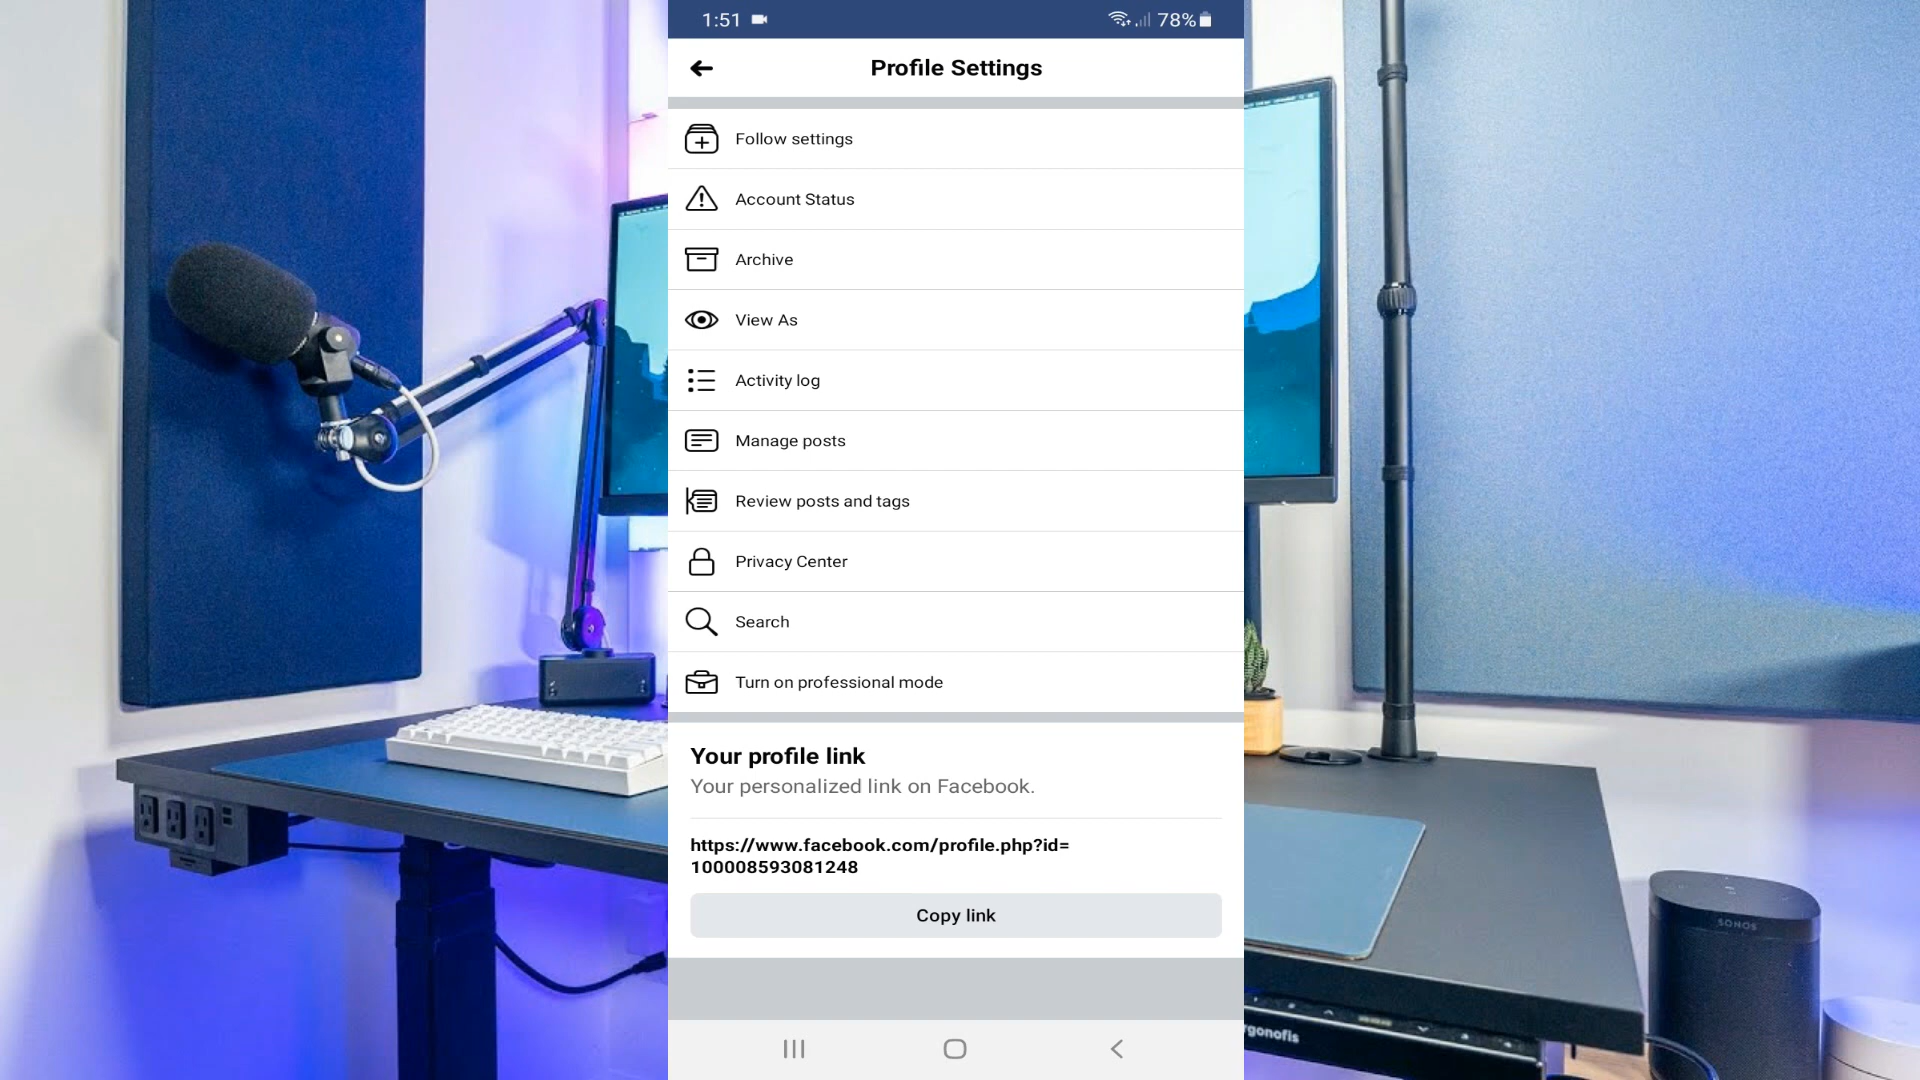 1:51
78%
Profile Settings
Follow settings
Account Status
Archive
View As
Activity log
Manage posts
Review posts and tags
Privacy Center
Search
Turn on professional mode
Your profile link
Your personalized link on Facebook.
https://www.facebook.com/profile.php?id=
100008593081248
Copy link
SONOS
rgonofis